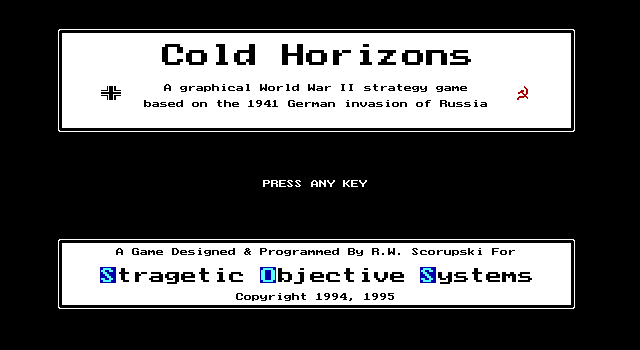 Cold Horizons
A graphical World War II strategy game
based on the 1941 German invasion of Russia
PRESS ANY KEY
A Game Designed & Programmed By R.W. Scorupski For
Stragetic Objective Systems
Copyright 1994, 1995